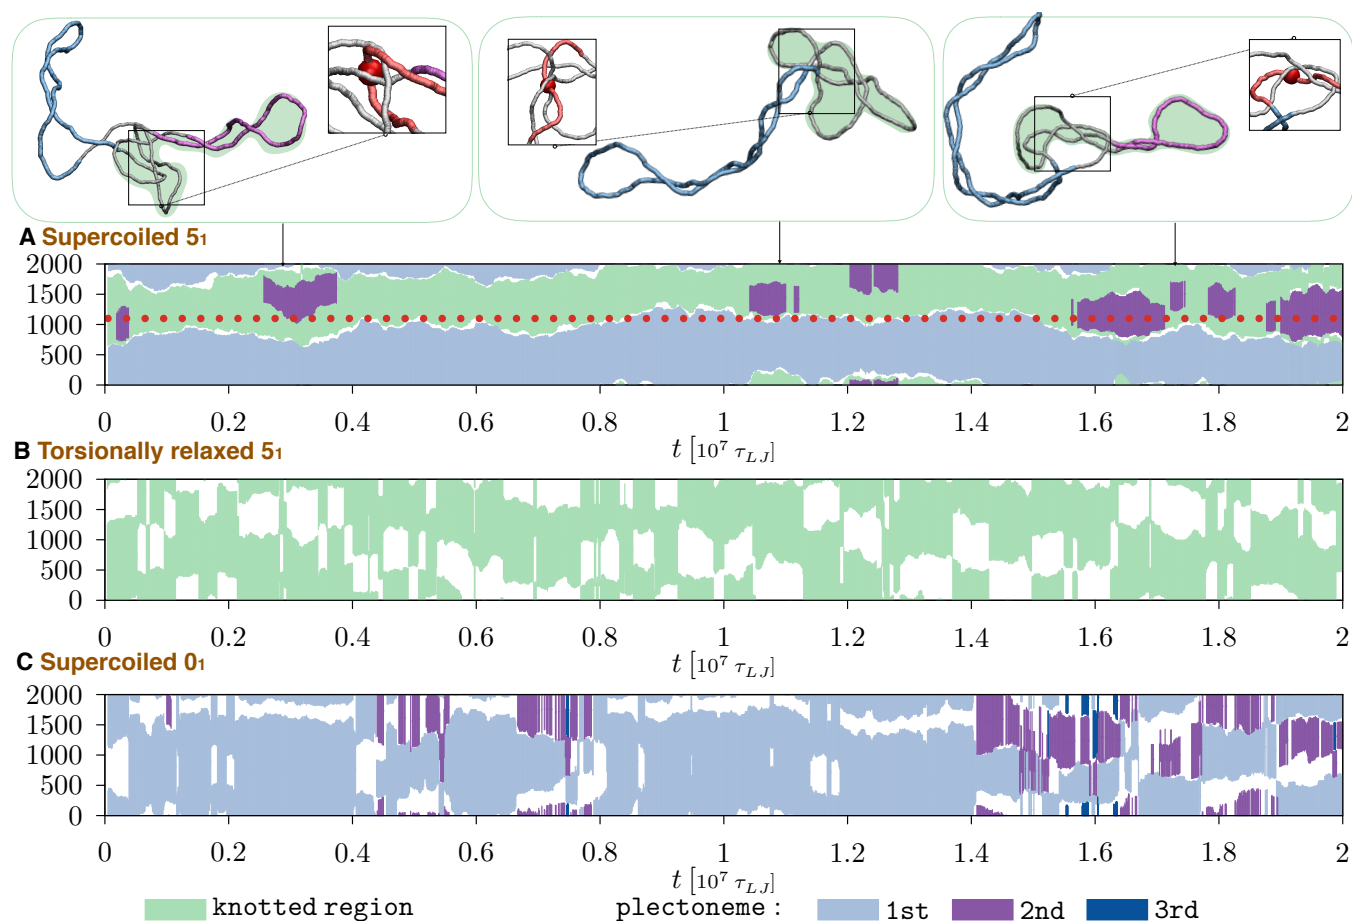 A Supercoiled 5₁
2000
1500
1000
500
0
0 0.2 0.4 0.6 0.8 1 1.2 1.4 1.6 1.8 2
t [10⁷ τ_LJ]
B Torsionally relaxed 5₁
2000
1500
1000
500
0
0 0.2 0.4 0.6 0.8 1 1.2 1.4 1.6 1.8 2
t [10⁷ τ_LJ]
C Supercoiled 0₁
2000
1500
1000
500
0
0 0.2 0.4 0.6 0.8 1 1.2 1.4 1.6 1.8 2
t [10⁷ τ_LJ]
knotted region plectoneme : 1st 2nd 3rd